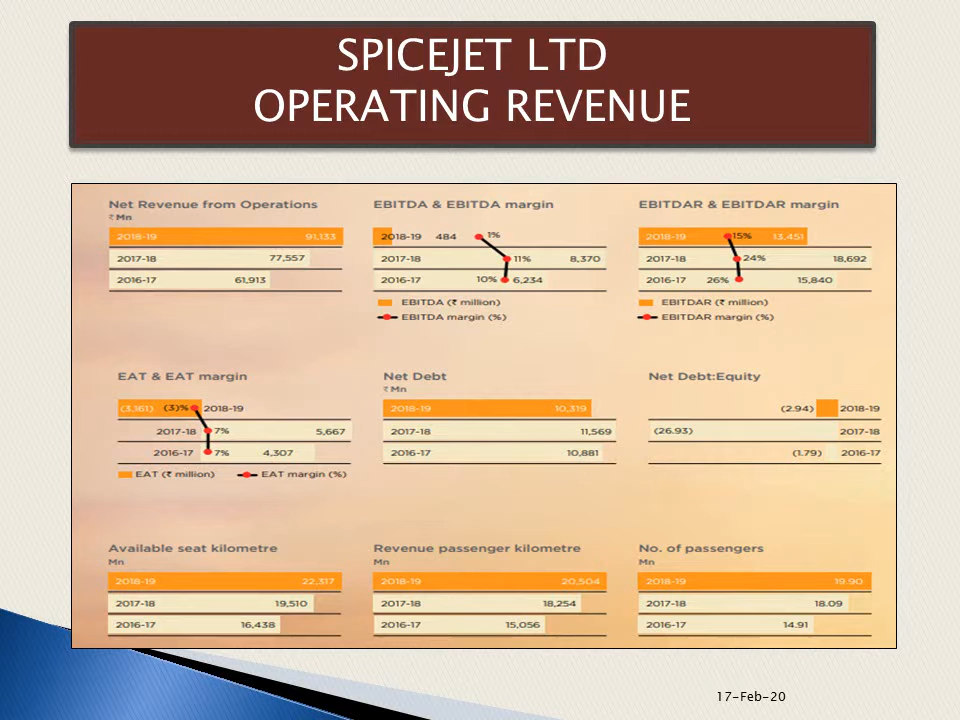 SPICEJET LTD
OPERATING REVENUE
Net Revenue from Operations
₹ Mn
2018-19 91,133
2017-18 77,557
2016-17 61,913
EBITDA & EBITDA margin
2018-19 484 1%
2017-18 11% 8,370
2016-17 10% 6,234
EBITDA (₹ million)
EBITDA margin (%)
EBITDAR & EBITDAR margin
2018-19 15% 13,451
2017-18 24% 18,692
2016-17 26% 15,840
EBITDAR (₹ million)
EBITDAR margin (%)
EAT & EAT margin
(3,161) (3)% 2018-19
2017-18 7% 5,667
2016-17 7% 4,307
EAT (₹ million) EAT margin (%)
Net Debt
₹ Mn
2018-19 10,319
2017-18 11,569
2016-17 10,881
Net Debt:Equity
(2.94) 2018-19
(26.93) 2017-18
(1.79) 2016-17
Available seat kilometre
Mn
2018-19 22,317
2017-18 19,510
2016-17 16,438
Revenue passenger kilometre
Mn
2018-19 20,504
2017-18 18,254
2016-17 15,056
No. of passengers
Mn
2018-19 19.90
2017-18 18.09
2016-17 14.91
17-Feb-20